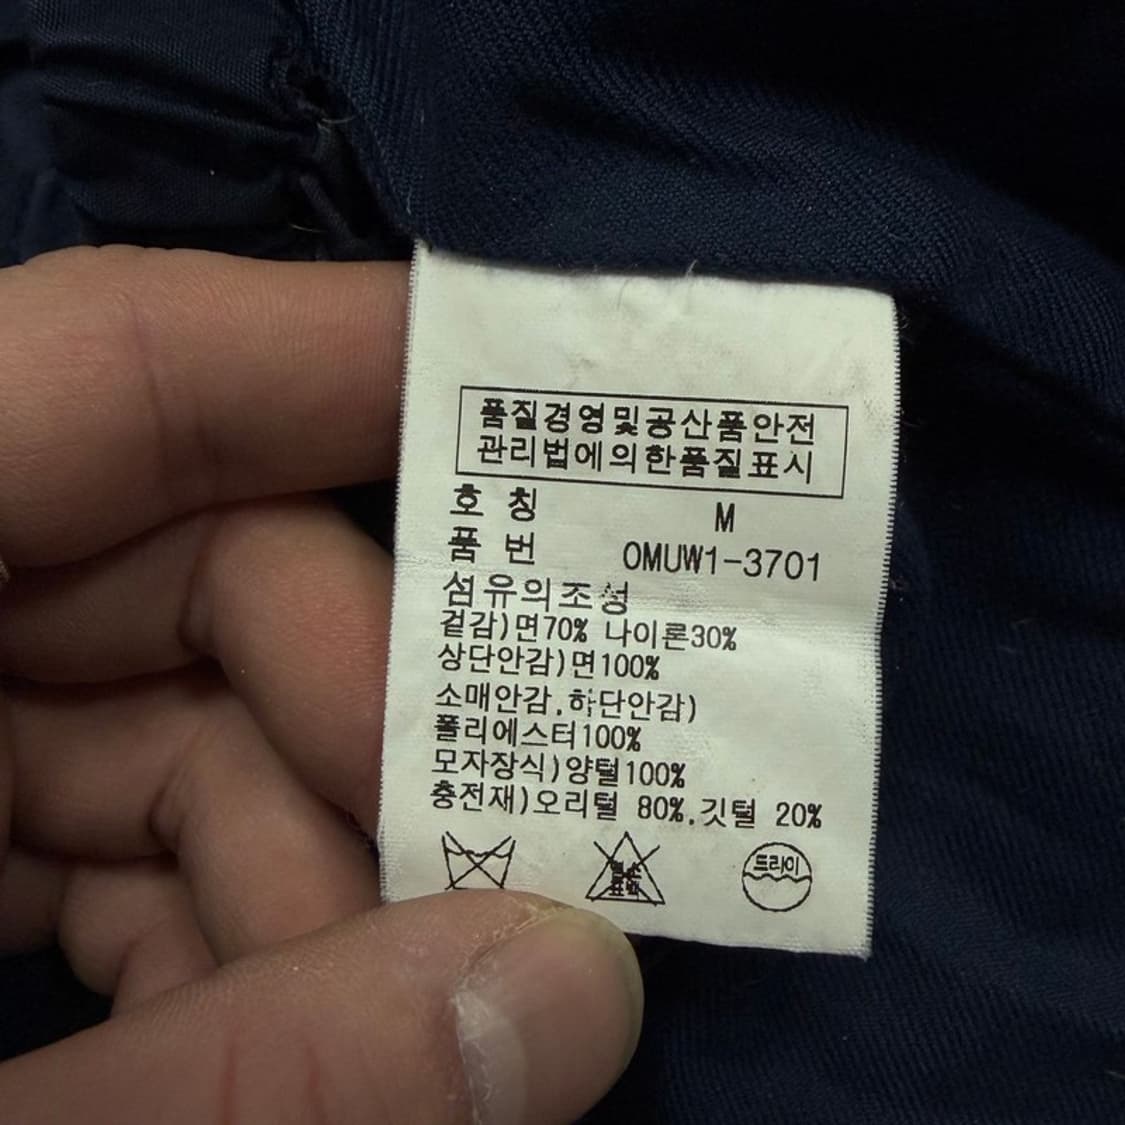 품질경영및공산품안전
관리법에의한품질표시
호 칭 M
품 번 OMUW1-3701
섬유의조성
겉감)면70% 나이론30%
상단안감)면100%
소매안감,하단안감)
폴리에스터100%
모자장식)양털100%
충전재)오리털 80%,깃털 20%
염소
표백
드라이